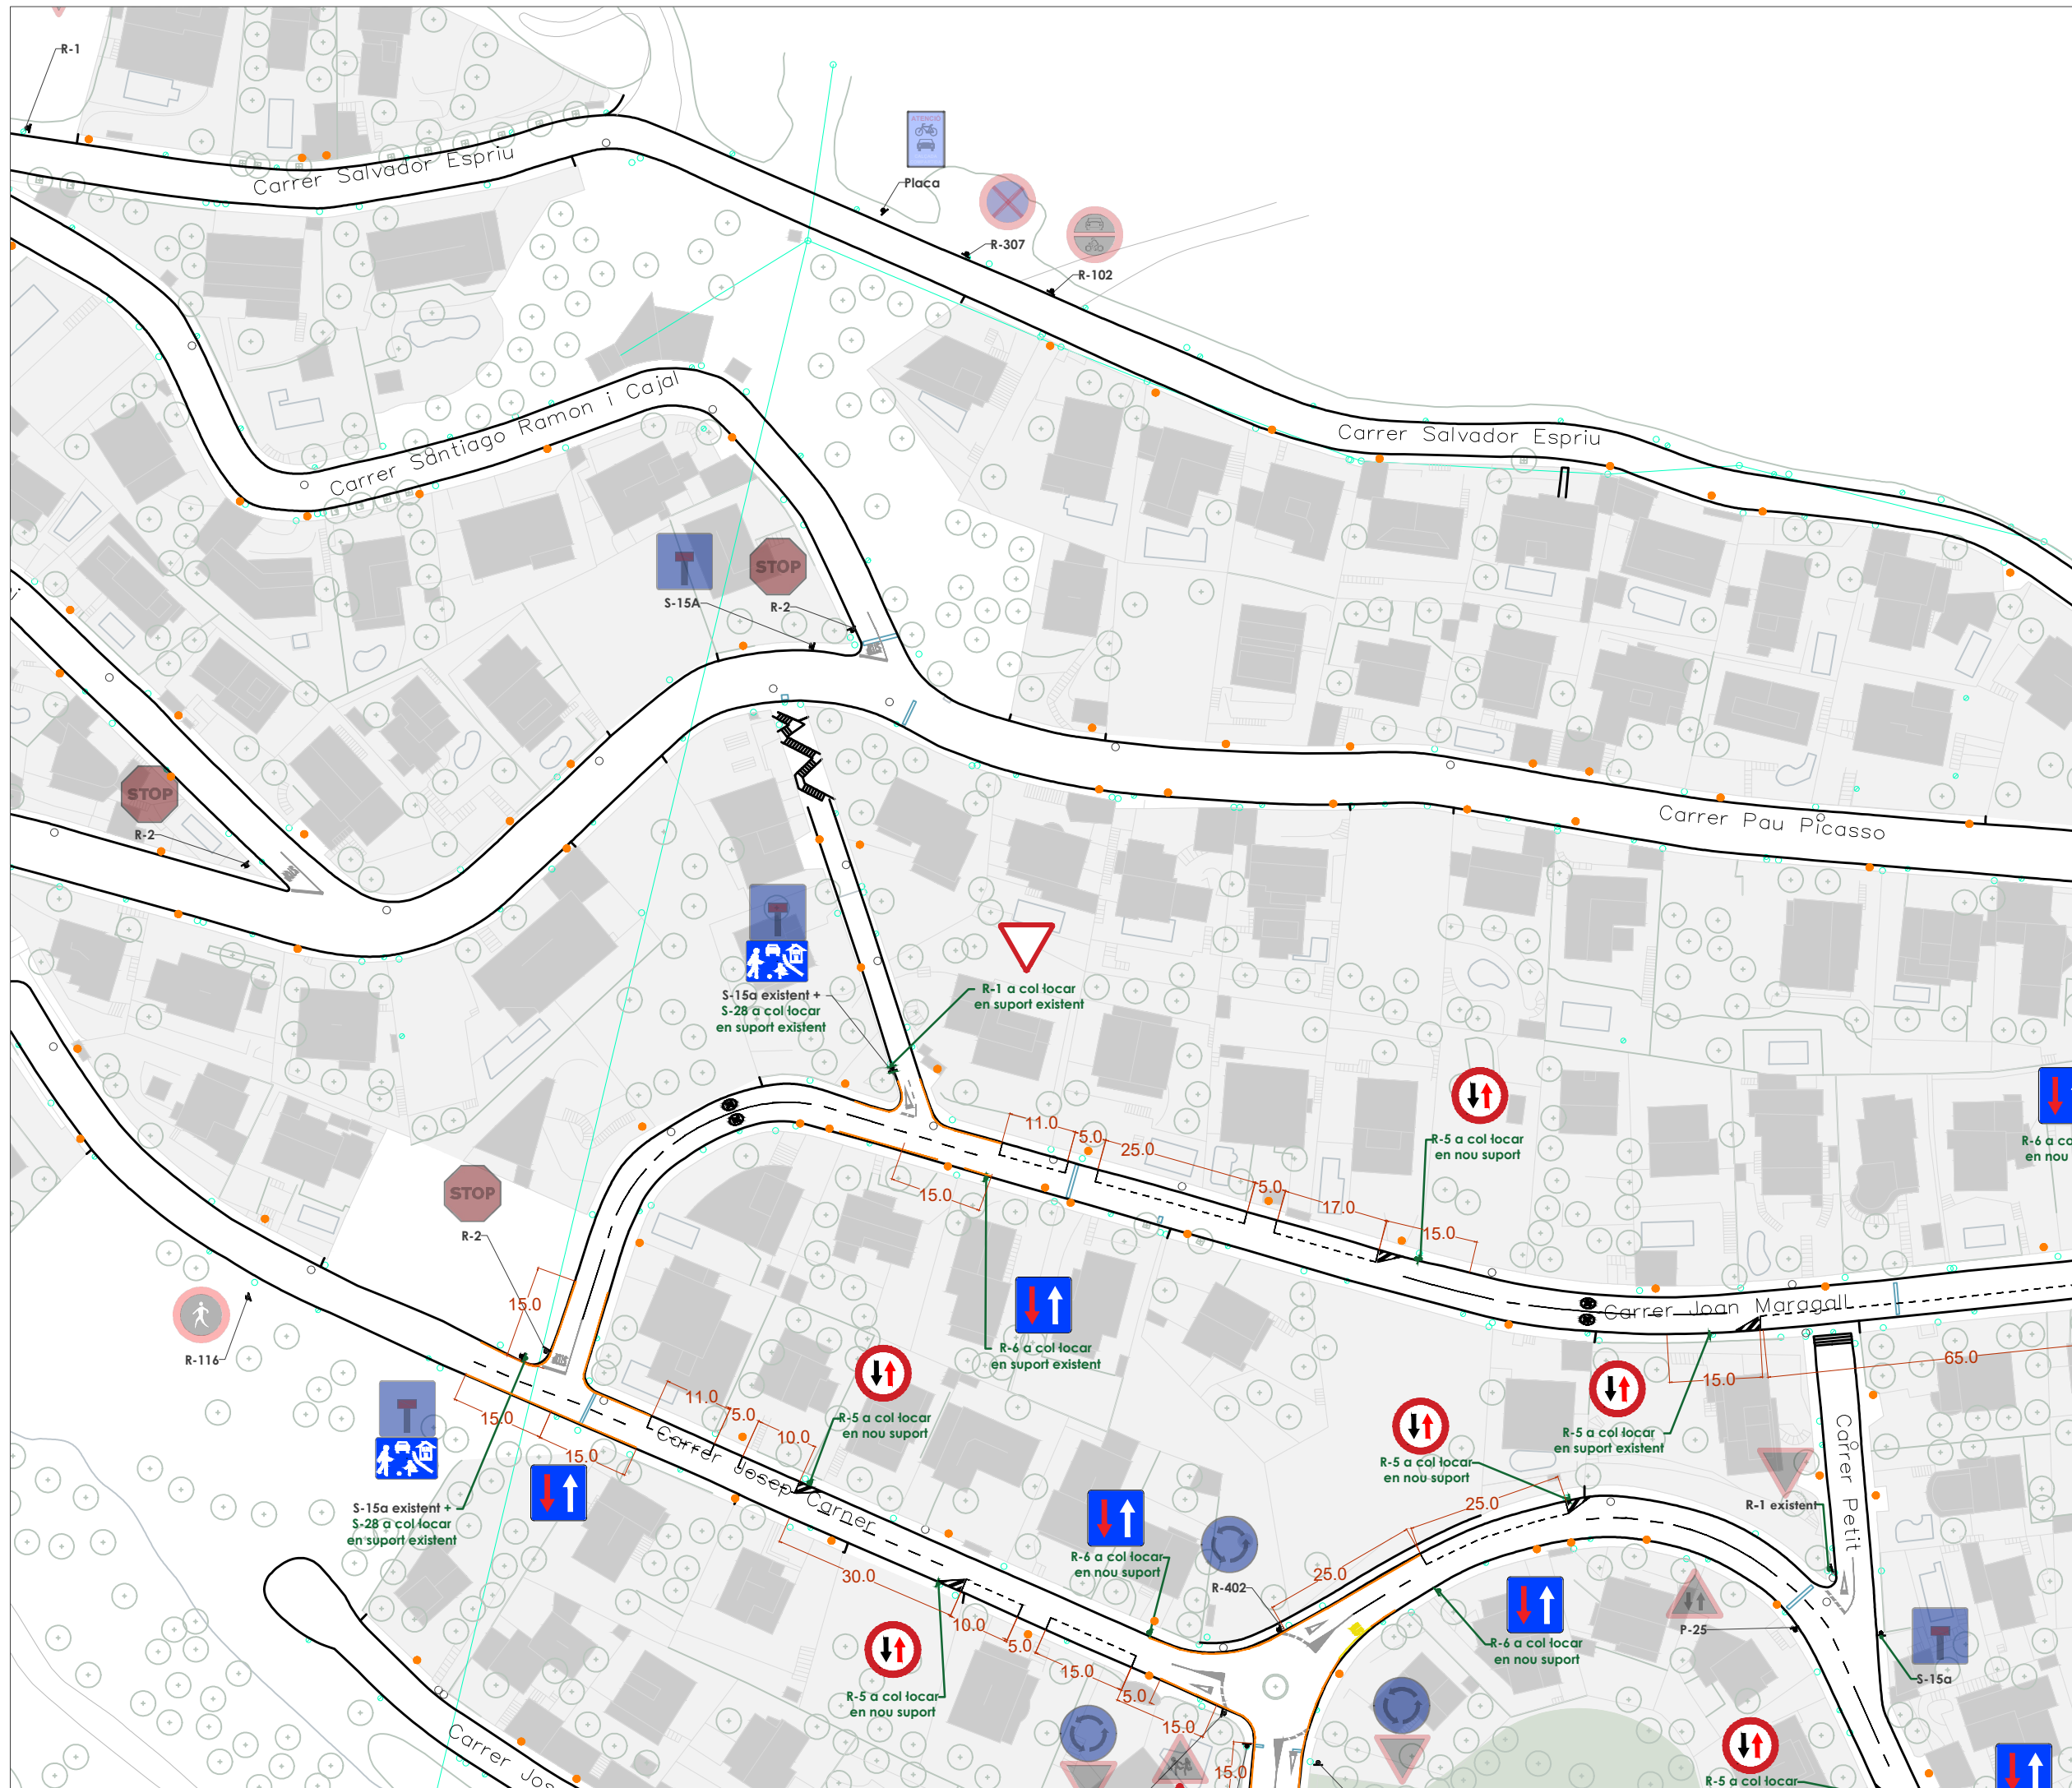 R-1
ATENCIÓ
Placa
R-307
R-102
Carrer Salvador Espriu
Carrer Salvador Espriu
Carrer Santiago Ramon i Cajal
STOP
S-15A
R-2
STOP
R-2
Carrer Pau Picasso
S-15a existent +
S-28 a col·locar
en suport existent
R-1 a col·locar
en suport existent
R-5 a col·locar
en nou suport
R-6 a co
en nou
11.0
5.0
25.0
15.0
5.0
17.0
15.0
STOP
R-2
R-116
15.0
R-6 a col·locar
en suport existent
Carrer Joan Maragall
15.0
65.0
R-5 a col·locar
en suport existent
R-5 a col·locar
en nou suport
11.0
5.0
10.0
R-5 a col·locar
en nou suport
15.0
15.0
Carrer Josep Carner
S-15a existent +
S-28 a col·locar
en suport existent
Carrer Petit
R-1 existent
25.0
25.0
R-6 a col·locar
en nou suport
R-402
30.0
10.0
5.0
15.0
5.0
15.0
15.0
R-6 a col·locar
en nou suport
P-25
S-15a
R-5 a col·locar
en nou suport
Carrer Jos
R-5 a col·locar